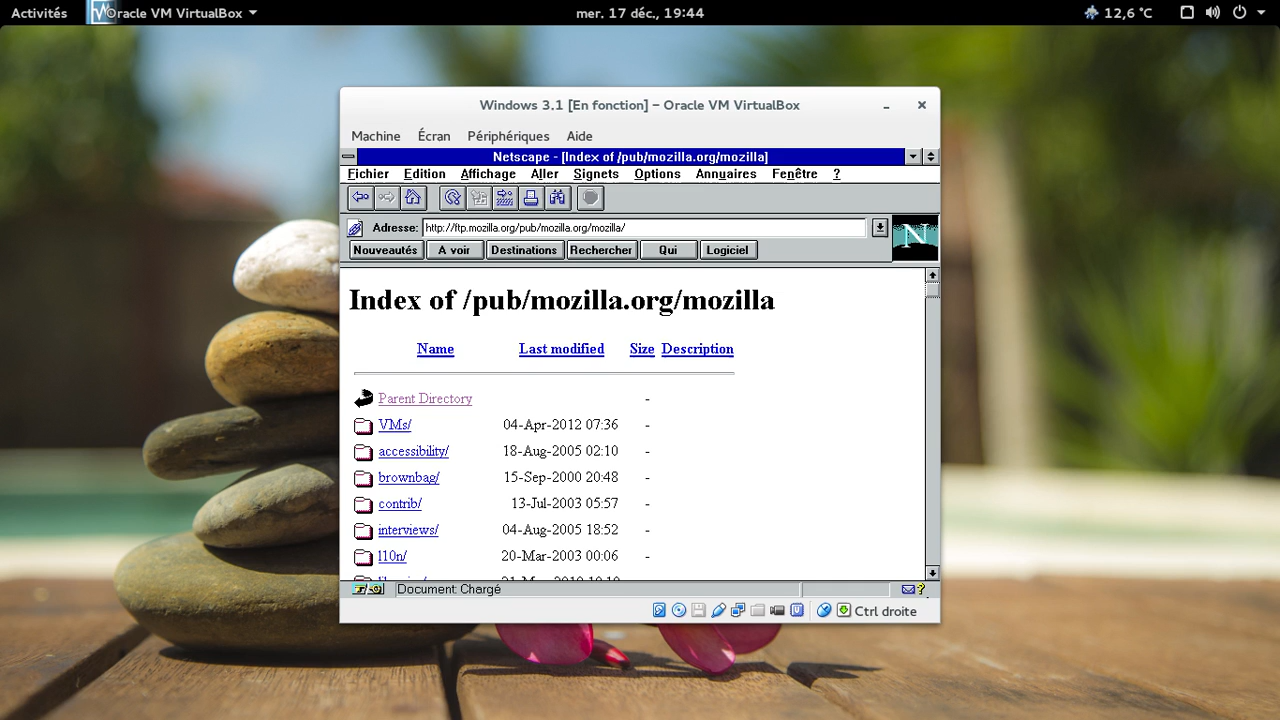 Activités Oracle VM VirtualBox mer. 17 déc., 19:44 12,6 °C
Windows 3.1 [En fonction] – Oracle VM VirtualBox
Machine Écran Périphériques Aide
Netscape - [Index of /pub/mozilla.org/mozilla]
Fichier Edition Affichage Aller Signets Options Annuaires Fenêtre ?
Adresse: http://ftp.mozilla.org/pub/mozilla.org/mozilla/
N
Nouveautés A voir Destinations Rechercher Qui Logiciel
Index of /pub/mozilla.org/mozilla
Name Last modified Size Description
Parent Directory -
VMs/ 04-Apr-2012 07:36 -
accessibility/ 18-Aug-2005 02:10 -
brownbag/ 15-Sep-2000 20:48 -
contrib/ 13-Jul-2003 05:57 -
interviews/ 04-Aug-2005 18:52 -
l10n/ 20-Mar-2003 00:06 -
Document: Chargé
Ctrl droite